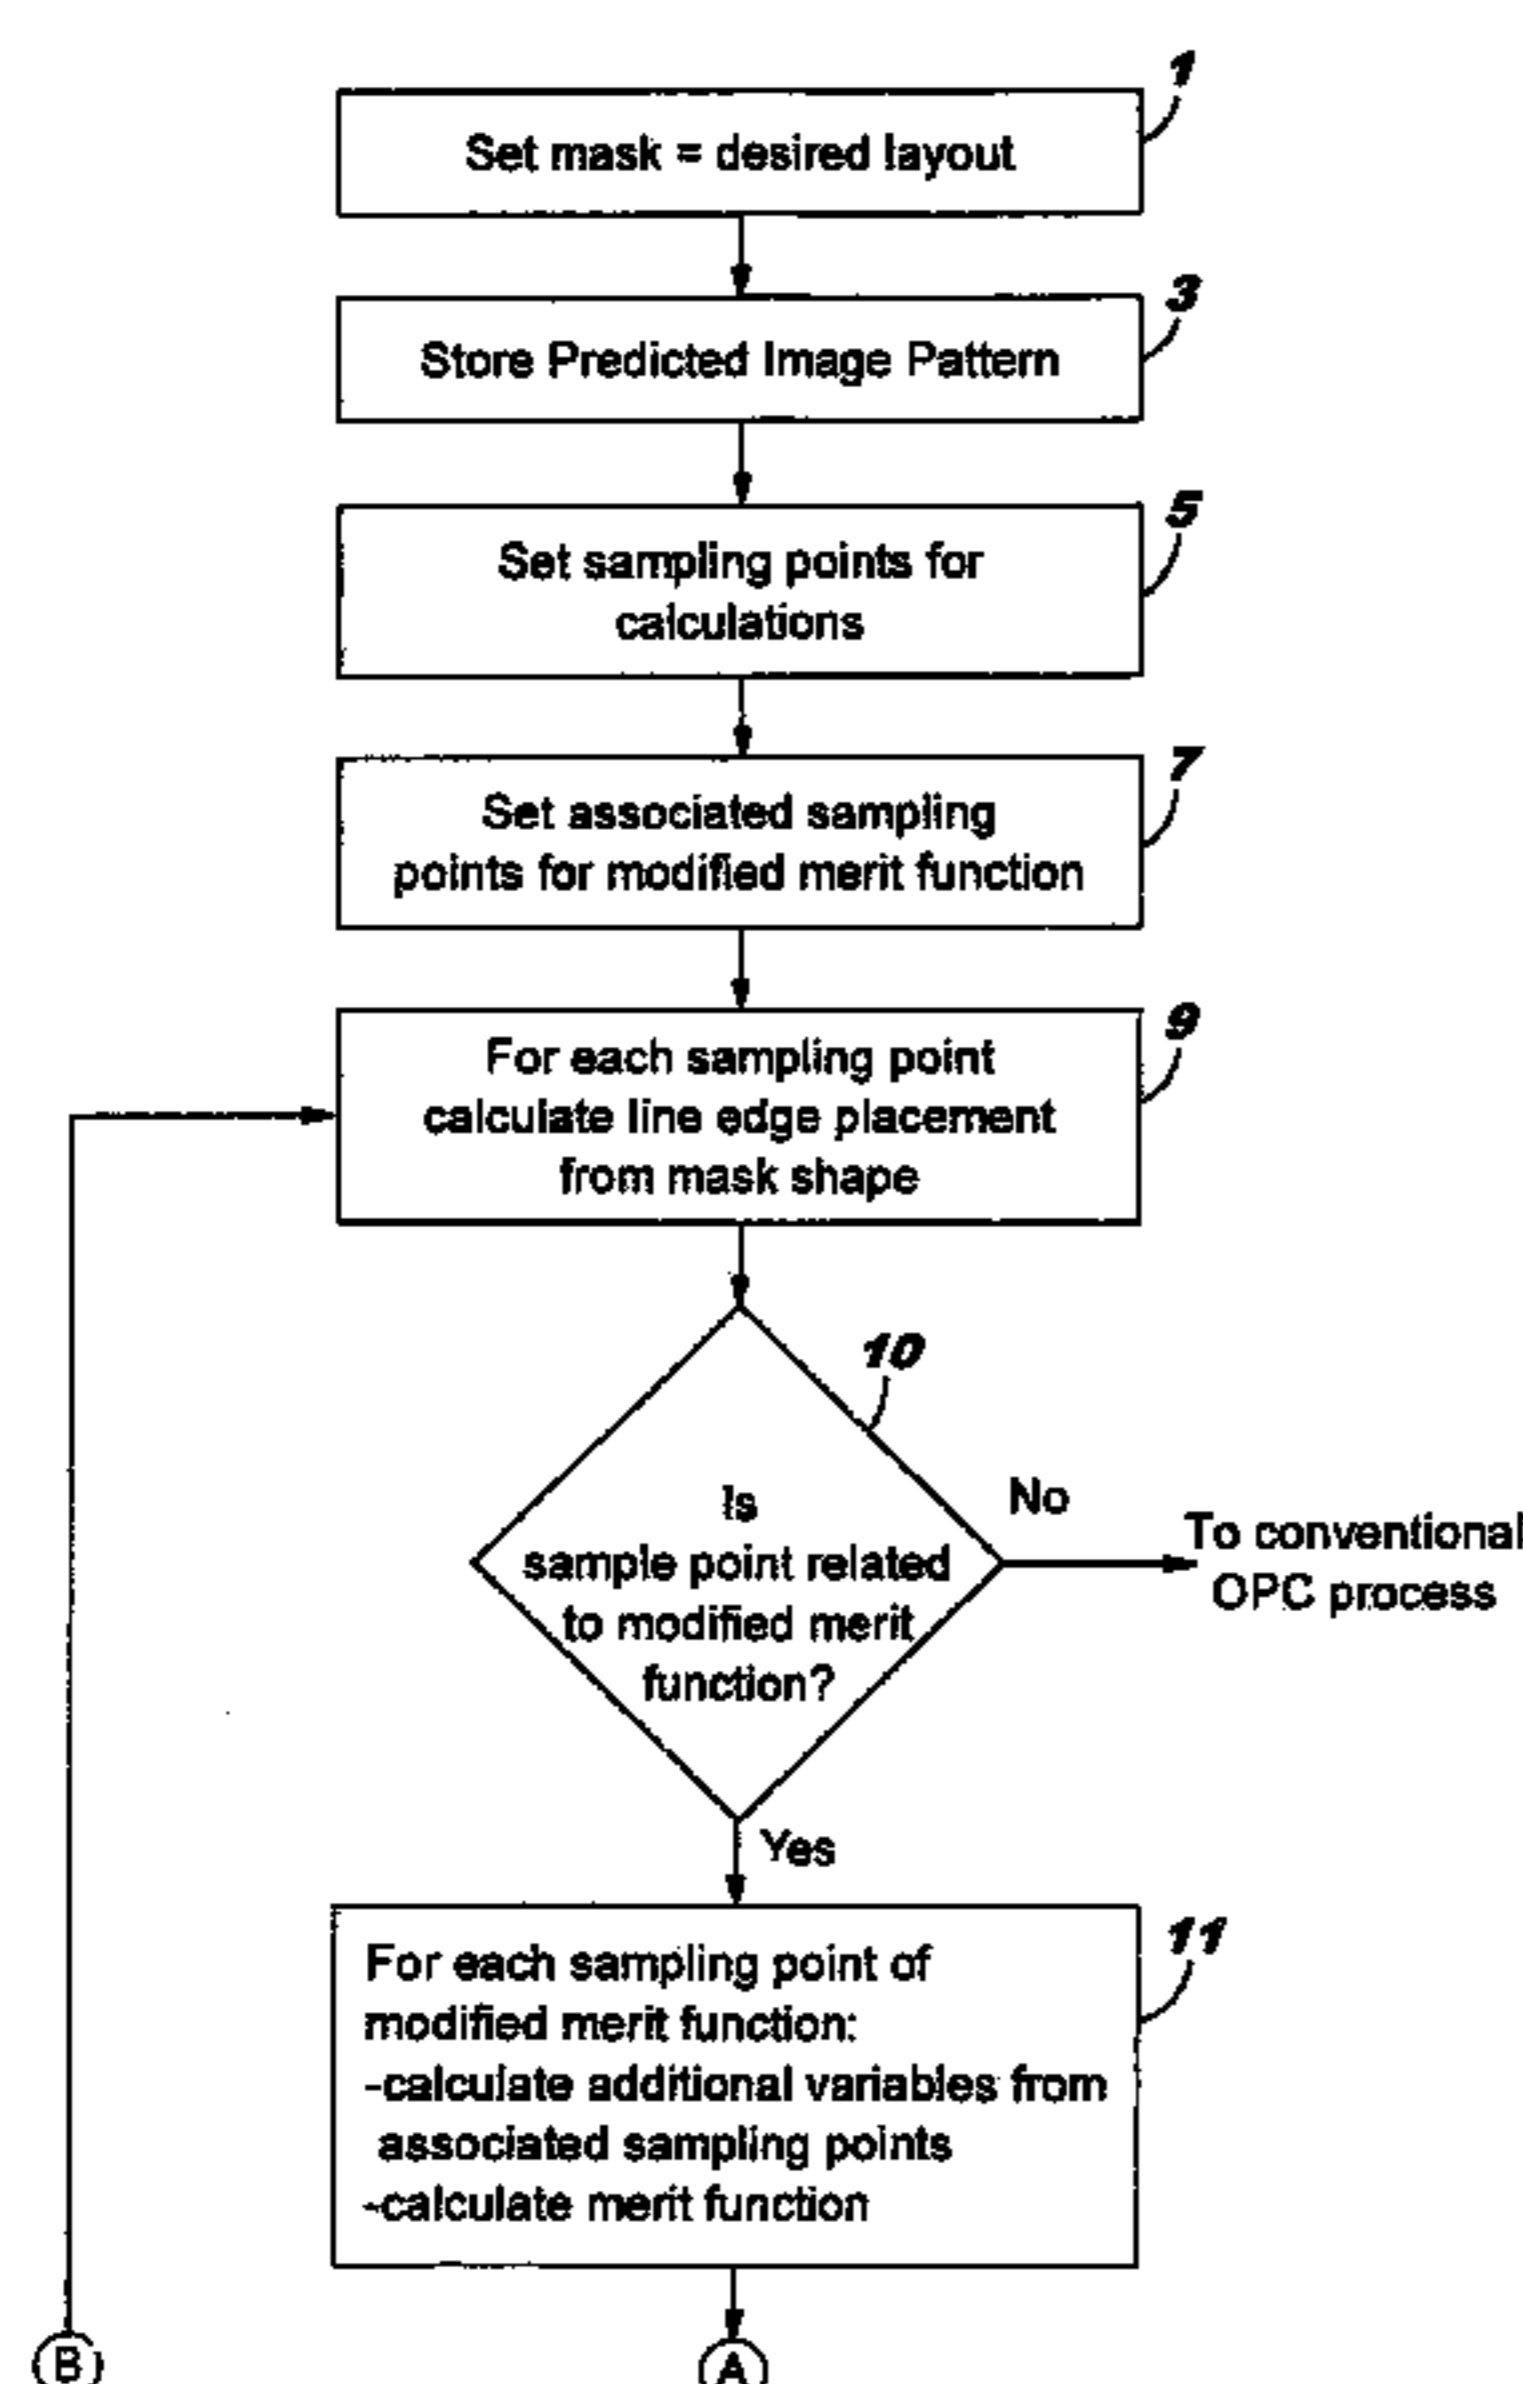 1
Set mask = desired layout
3
Store Predicted Image Pattern
5
Set sampling points for
calculations
7
Set associated sampling
points for modified merit function
9
For each sampling point
calculate line edge placement
from mask shape
10
Is
sample point related
to modified merit
function?
No
To conventional
OPC process
Yes
11
For each sampling point of
modified merit function:
-calculate additional variables from
associated sampling points
-calculate merit function
B
A